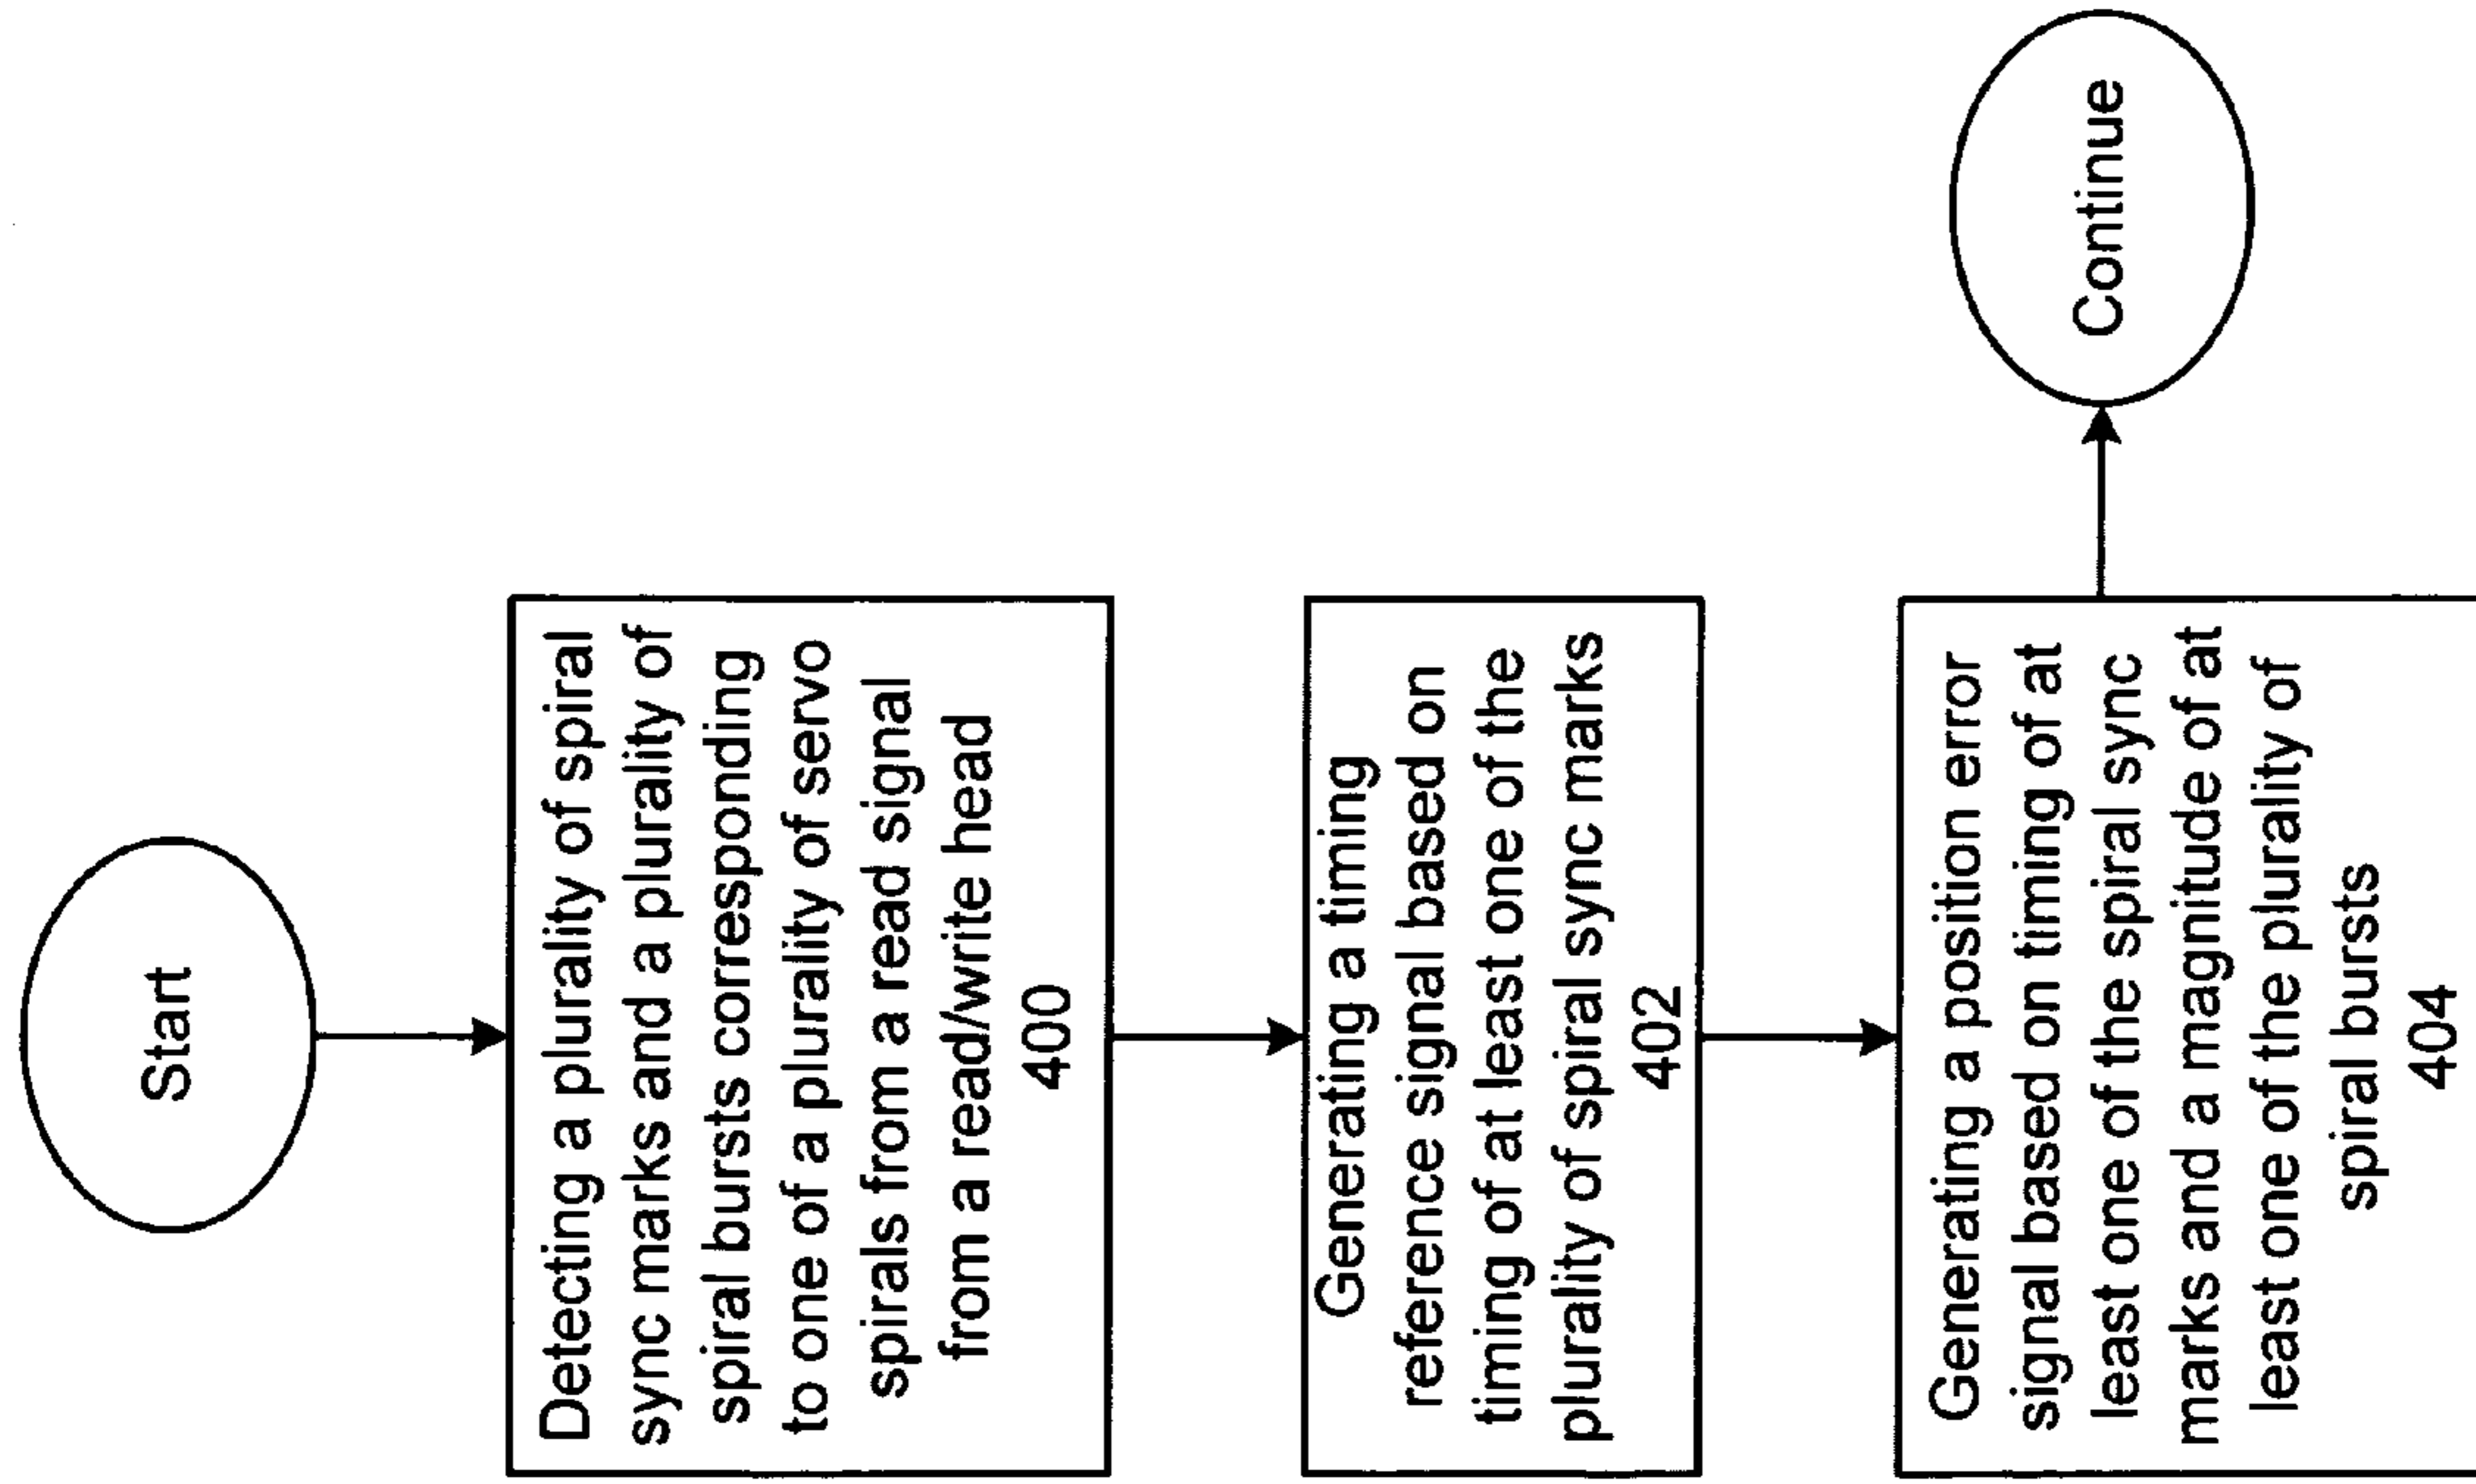 Start
Detecting a plurality of spiral
sync marks and a plurality of
spiral bursts corresponding
to one of a plurality of servo
spirals from a read signal
from a read/write head
400
Generating a timing
reference signal based on
timing of at least one of the
plurality of spiral sync marks
402
Generating a position error
signal based on timing of at
least one of the spiral sync
marks and a magnitude of at
least one of the plurality of
spiral bursts
404
Continue